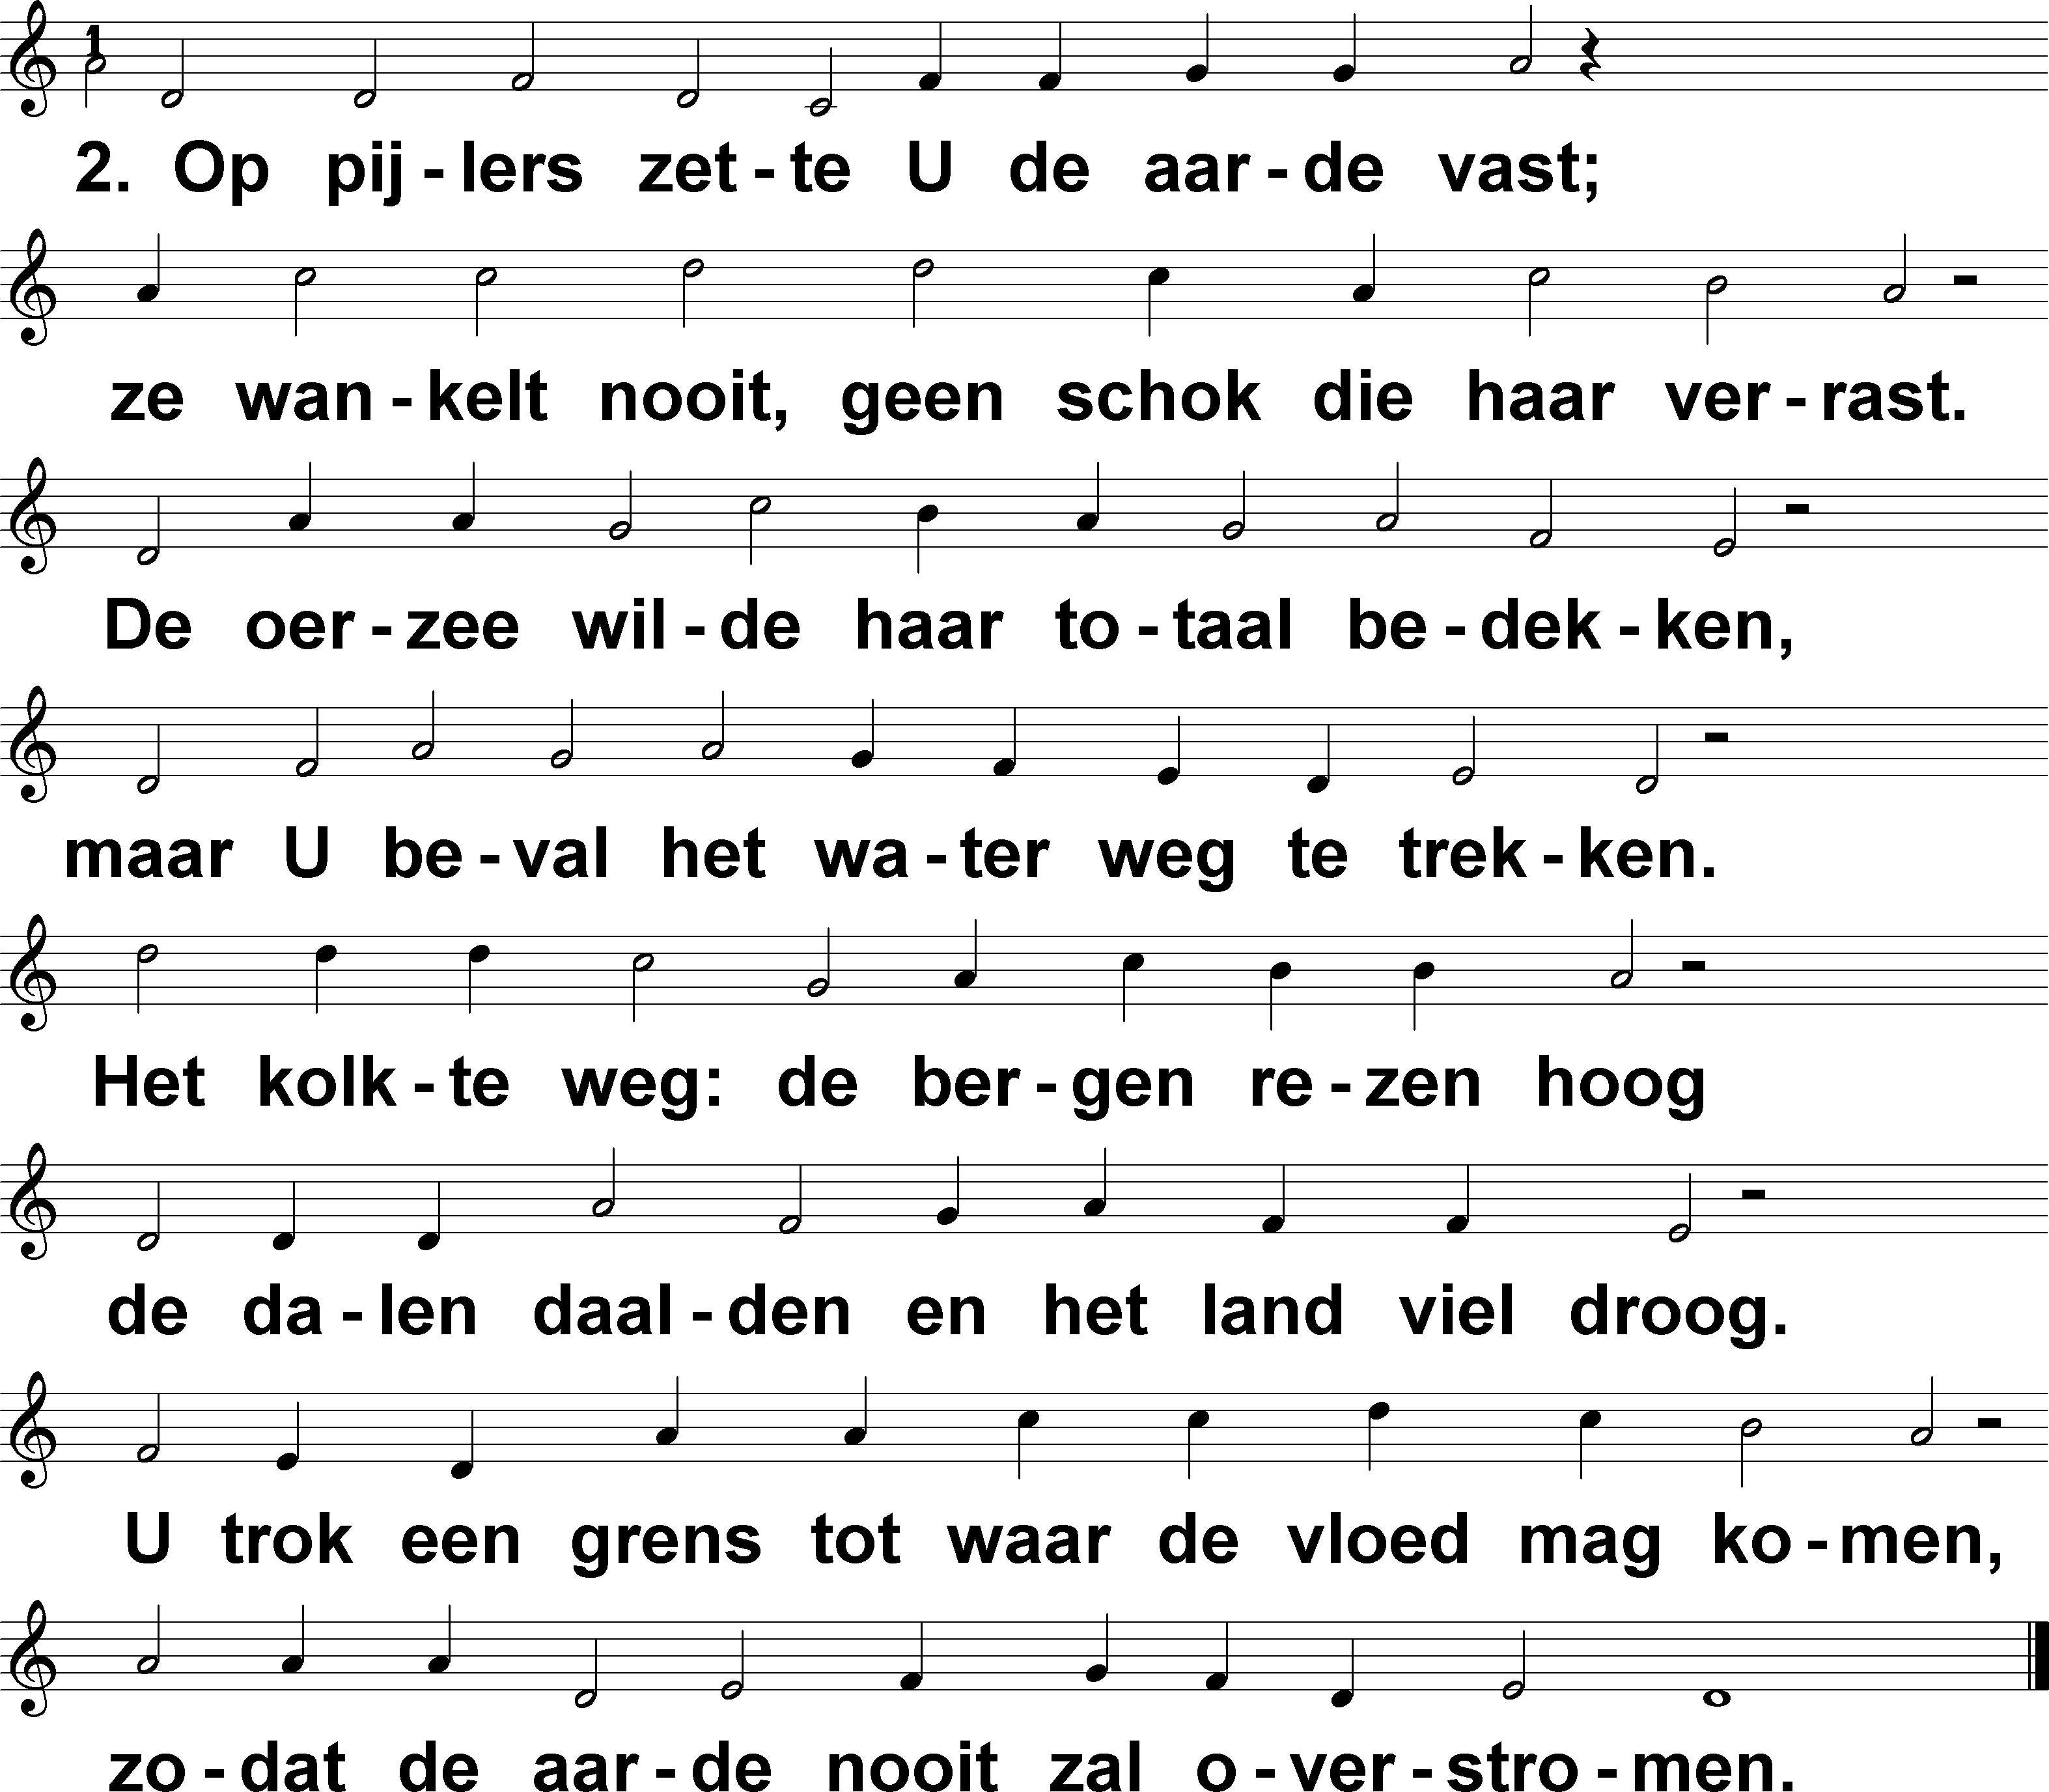 1
2. Op pij-lers zet-te U de aar-de vast;
ze wan-kelt nooit, geen schok die haar ver-rast.
De oer-zee wil-de haar to-taal be-dek-ken,
maar U be-val het wa-ter weg te trek-ken.
Het kolk-te weg: de ber-gen re-zen hoog
de da-len daal-den en het land viel droog.
U trok een grens tot waar de vloed mag ko-men,
zo-dat de aar-de nooit zal o-ver-stro-men.